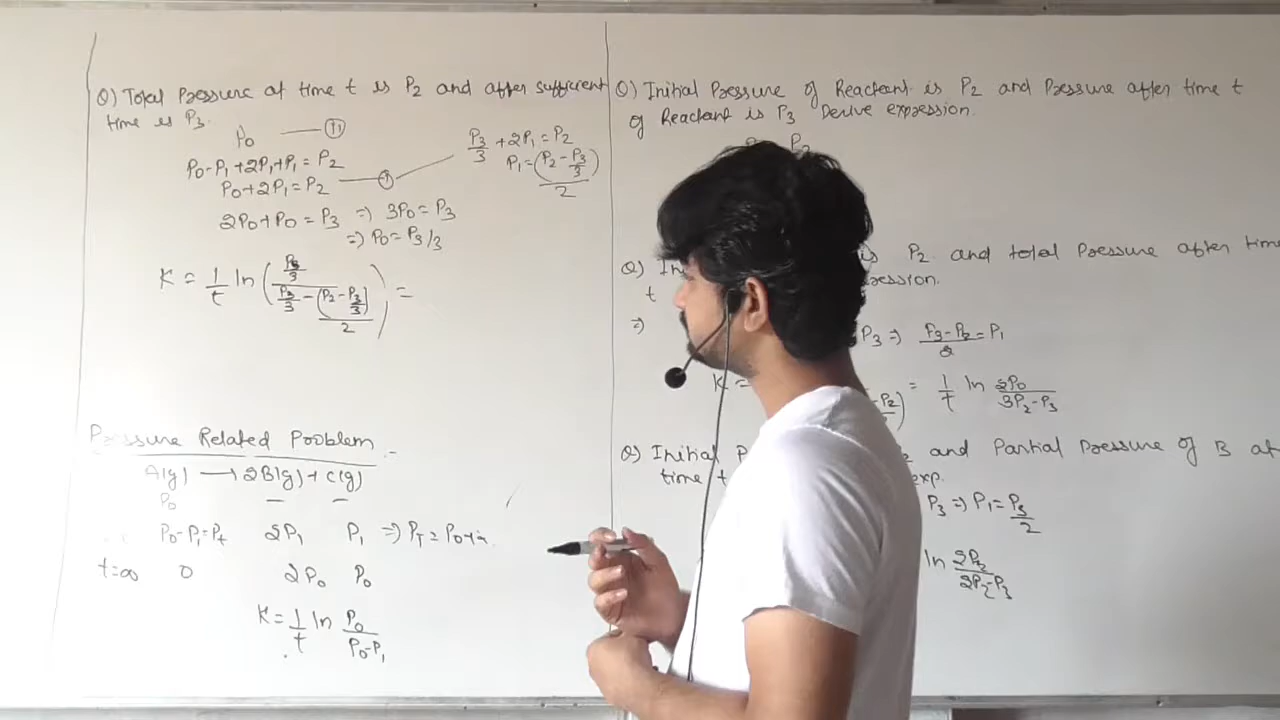 Q) Total Pressure at time t is P2 and after sufficient
time is P3.
P0
P0-P1+2P1+P1 = P2
P0+2P1 = P2
P3/3 + 2P1 = P2
P1 = (P2 - P3/3)/2
2P0+P0 = P3 => 3P0 = P3
=> P0 = P3/3
K = 1/t ln ( (P3/3) / (P3/3 - (P2 - P3/3)/2) ) =
Pressure Related Problem
A(g) → 2B(g) + C(g)
P0 — —
P0-P1=Pt 2P1 P1 => PT =
t=∞ 0 2P0 P0
K = 1/t ln P0/(P0-P1)
Q) Initial Pressure of Reactant is P2 and Pressure after time t
of Reactant is P3 Derive expression.
Q) In P2 and total Pressure after time
t
=> P3 => (P3-P2)/2 = P1
K = = 1/t ln 2P0/(3P2-P3)
Q) Initial and Partial Pressure of B at
time t exp.
P3 => P1 = P3/2
ln 2P2/(2P2-P3)